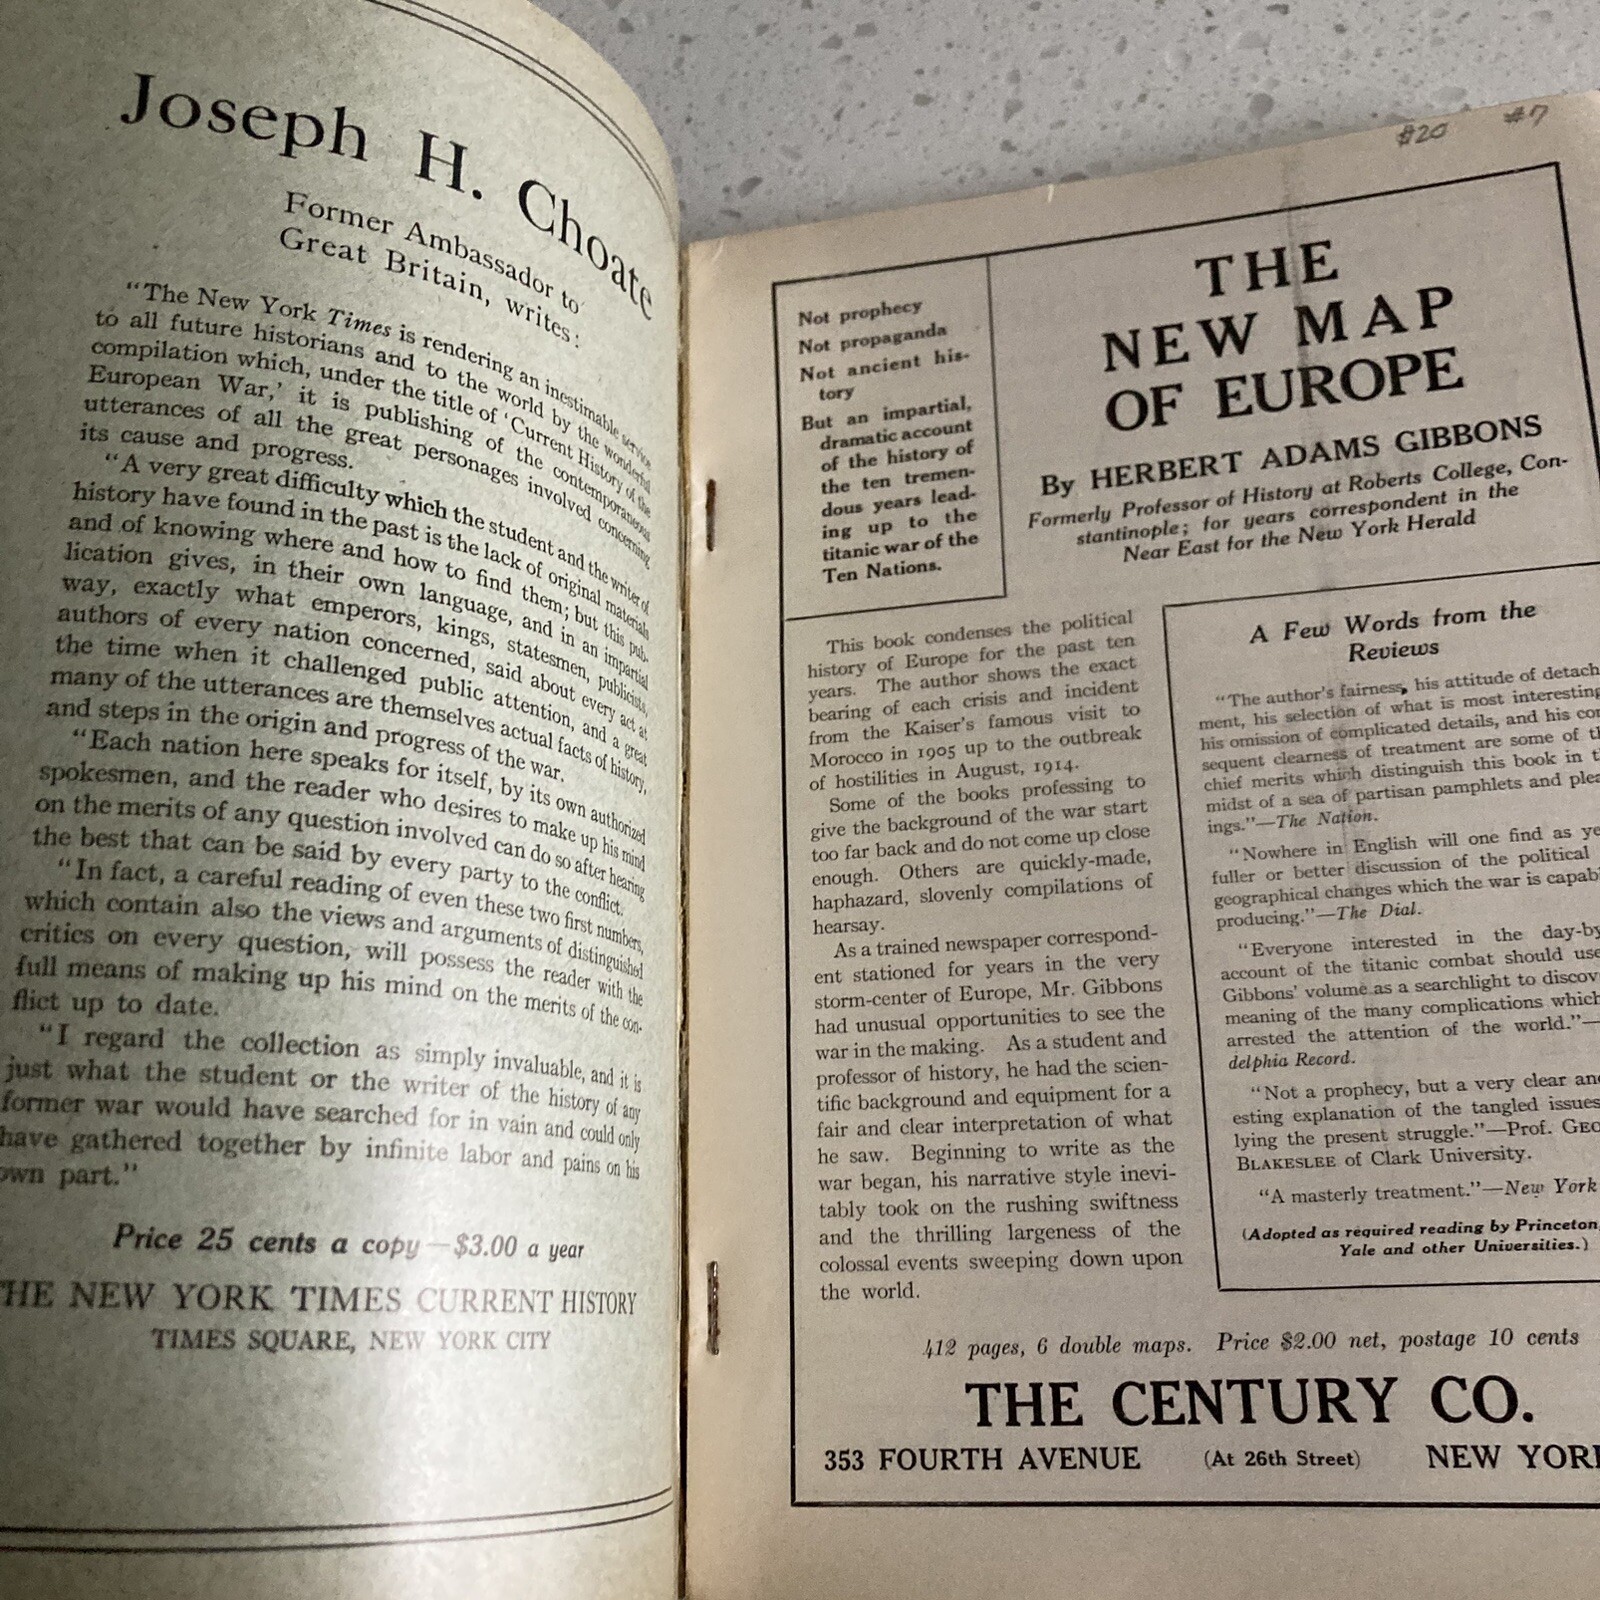 Joseph H. Choate
Former Ambassador to
Great Britain, writes:
"The New York Times is rendering an inestimable service
to all future historians and to the world by the wonderful
compilation which, under the title of 'Current History of the
European War,' it is publishing of the contemporaneous
utterances of all the great personages involved concerning
its cause and progress.
"A very great difficulty which the student and the writer of
history have found in the past is the lack of original materials
and of knowing where and how to find them; but this pub-
lication gives, in their own language, and in an impartial
way, exactly what emperors, kings, statesmen, publicists,
authors of every nation concerned, said about every act at
the time when it challenged public attention, and a great
many of the utterances are themselves actual facts of history,
and steps in the origin and progress of the war.
"Each nation here speaks for itself, by its own authorized
spokesmen, and the reader who desires to make up his mind
on the merits of any question involved can do so after hearing
the best that can be said by every party to the conflict.
"In fact, a careful reading of even these two first numbers,
which contain also the views and arguments of distinguished
critics on every question, will possess the reader with the
full means of making up his mind on the merits of the con-
flict up to date.
"I regard the collection as simply invaluable, and it is
just what the student or the writer of the history of any
former war would have searched for in vain and could only
have gathered together by infinite labor and pains on his
own part."
Price 25 cents a copy—$3.00 a year
THE NEW YORK TIMES CURRENT HISTORY
TIMES SQUARE, NEW YORK CITY
$20 #7
Not prophecy
Not propaganda
Not ancient his-
tory
But an impartial,
dramatic account
of the history of
the ten tremen-
dous years lead-
ing up to the
titanic war of the
Ten Nations.
THE
NEW MAP
OF EUROPE
By HERBERT ADAMS GIBBONS
Formerly Professor of History at Roberts College, Con-
stantinople; for years correspondent in the
Near East for the New York Herald
This book condenses the political
history of Europe for the past ten
years. The author shows the exact
bearing of each crisis and incident
from the Kaiser's famous visit to
Morocco in 1905 up to the outbreak
of hostilities in August, 1914.
Some of the books professing to
give the background of the war start
too far back and do not come up close
enough. Others are quickly-made,
haphazard, slovenly compilations of
hearsay.
As a trained newspaper correspond-
ent stationed for years in the very
storm-center of Europe, Mr. Gibbons
had unusual opportunities to see the
war in the making. As a student and
professor of history, he had the scien-
tific background and equipment for a
fair and clear interpretation of what
he saw. Beginning to write as the
war began, his narrative style inevi-
tably took on the rushing swiftness
and the thrilling largeness of the
colossal events sweeping down upon
the world.
A Few Words from the
Reviews
"The author's fairness, his attitude of detach
ment, his selection of what is most interesting
his omission of complicated details, and his con
sequent clearness of treatment are some of th
chief merits which distinguish this book in t
midst of a sea of partisan pamphlets and plea
ings."—The Nation.
"Nowhere in English will one find as ye
fuller or better discussion of the political
geographical changes which the war is capab
producing."—The Dial.
"Everyone interested in the day-by
account of the titanic combat should use
Gibbons' volume as a searchlight to discov
meaning of the many complications which
arrested the attention of the world."—
delphia Record.
"Not a prophecy, but a very clear an
esting explanation of the tangled issues
lying the present struggle."—Prof. GEO
BLAKESLEE of Clark University.
"A masterly treatment."—New York
(Adopted as required reading by Princeton,
Yale and other Universities.)
412 pages, 6 double maps. Price $2.00 net, postage 10 cents
THE CENTURY CO.
353 FOURTH AVENUE (At 26th Street) NEW YORK